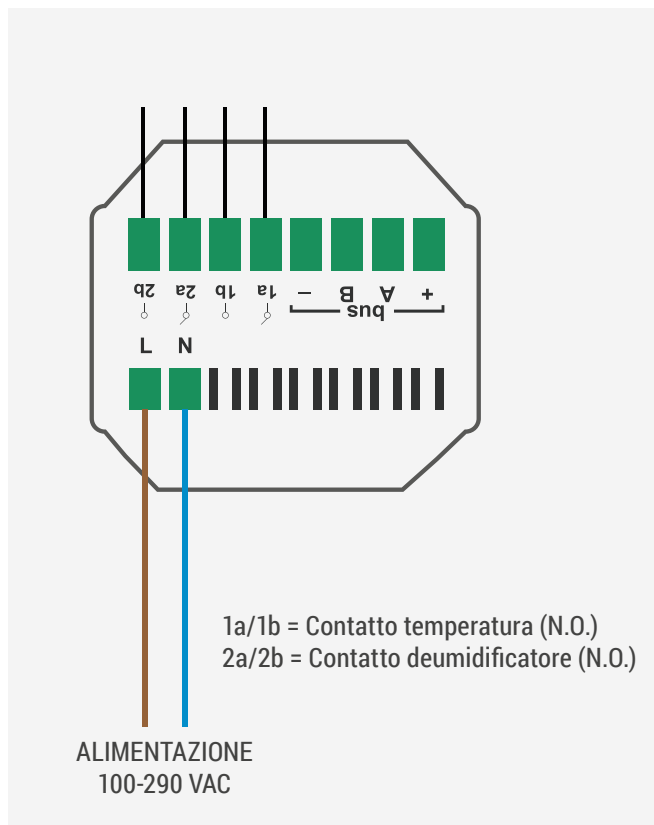 2b 2a 1b 1a – B A +
bus
L N
1a/1b = Contatto temperatura (N.O.)
2a/2b = Contatto deumidificatore (N.O.)
ALIMENTAZIONE
100-290 VAC